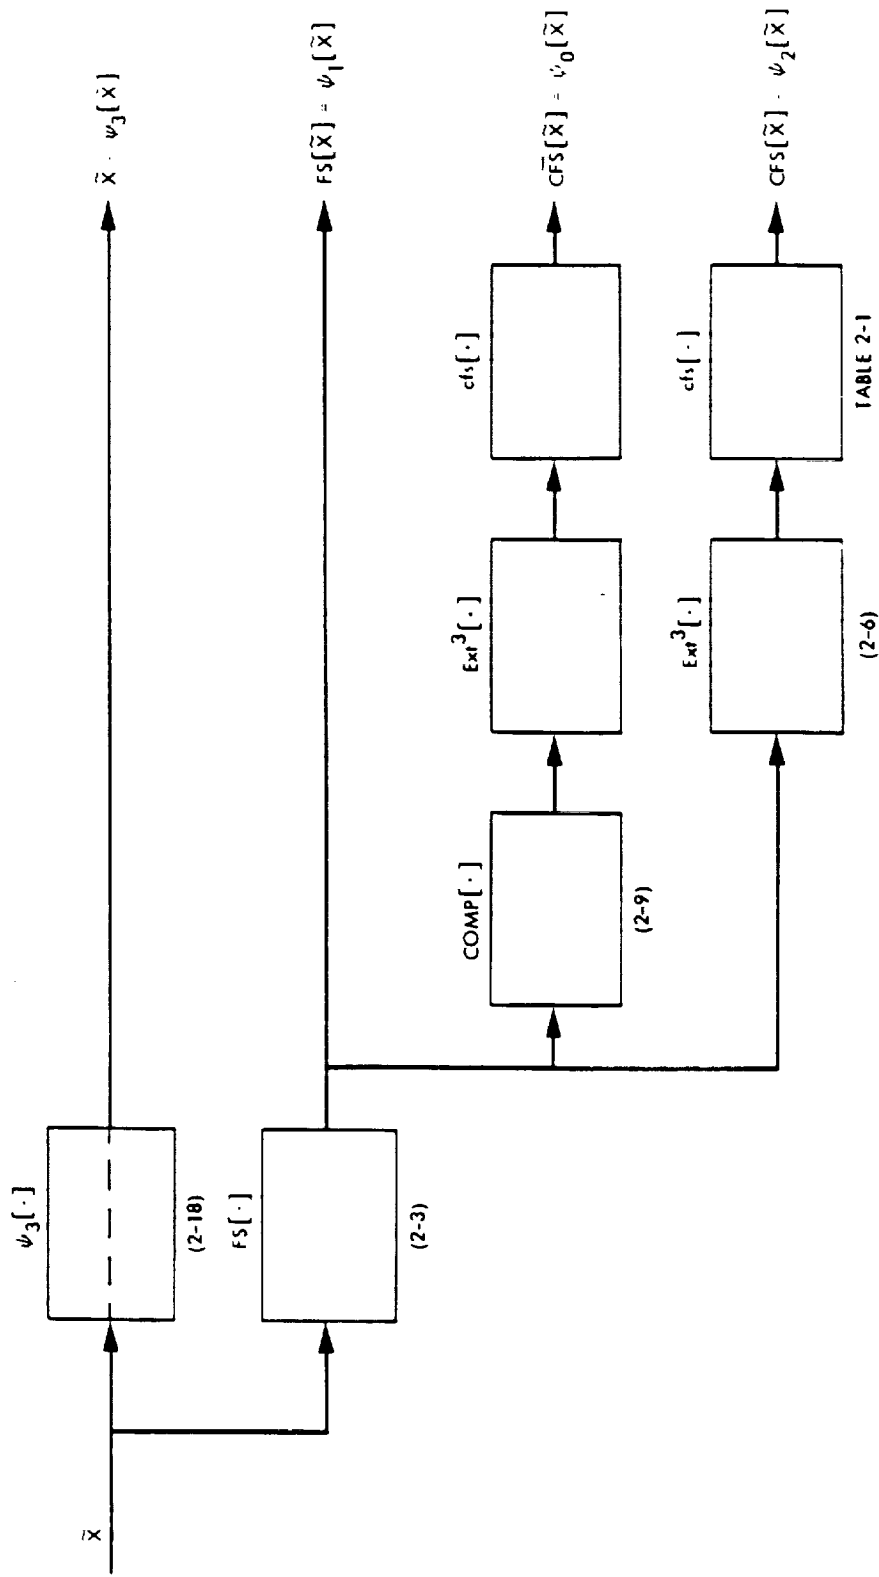 X̃
ψ₃[·]
(2-18)
X̃ · ψ₃[X̃]
FS[·]
(2-3)
FS[X̃] = ψ₁[X̃]
COMP[·]
(2-9)
Ext³[·]
cfs[·]
C̅FS[X̃] = ψ₀[X̃]
Ext³[·]
(2-6)
cfs[·]
TABLE 2-1
CFS[X̃] · ψ₂[X̃]